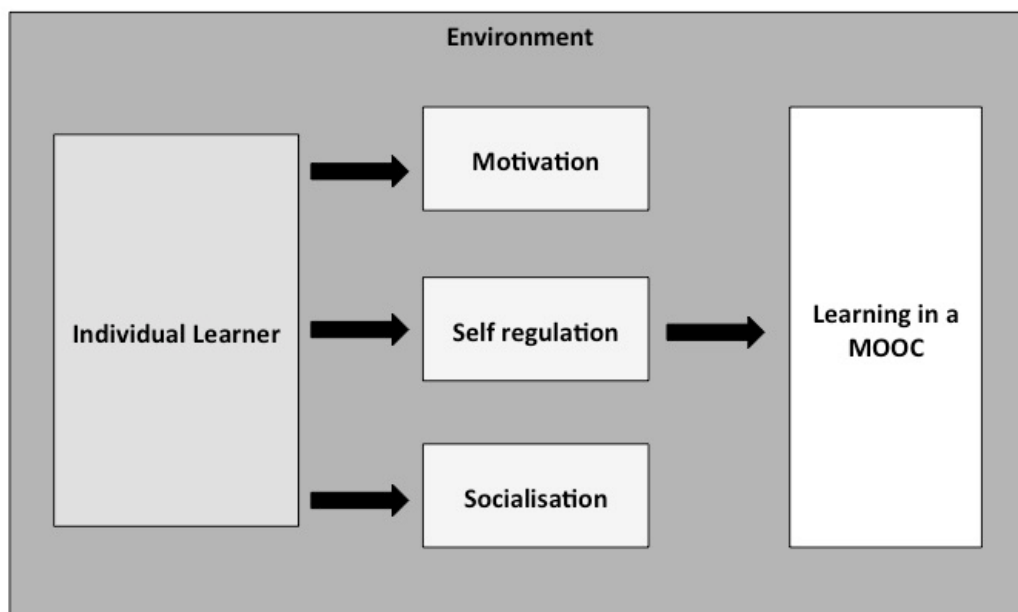 Environment
Motivation
Individual Learner
Self regulation
Learning in a
MOOC
Socialisation